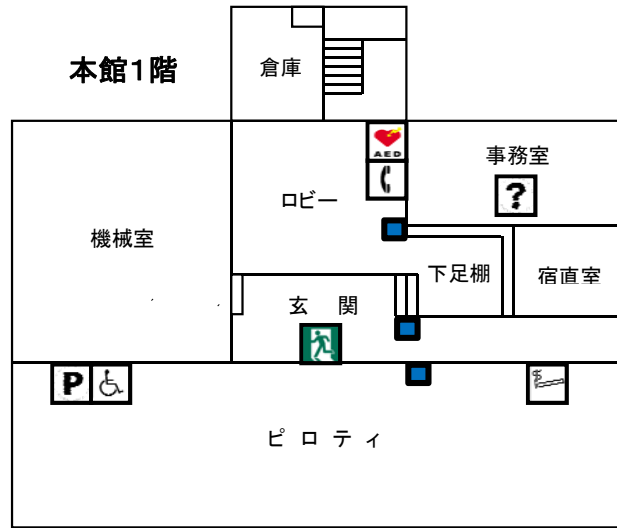 本館1階
倉庫
AED
事務室
?
ロビー
機械室
下足棚
宿直室
玄 関
P
ピ ロ テ ィ